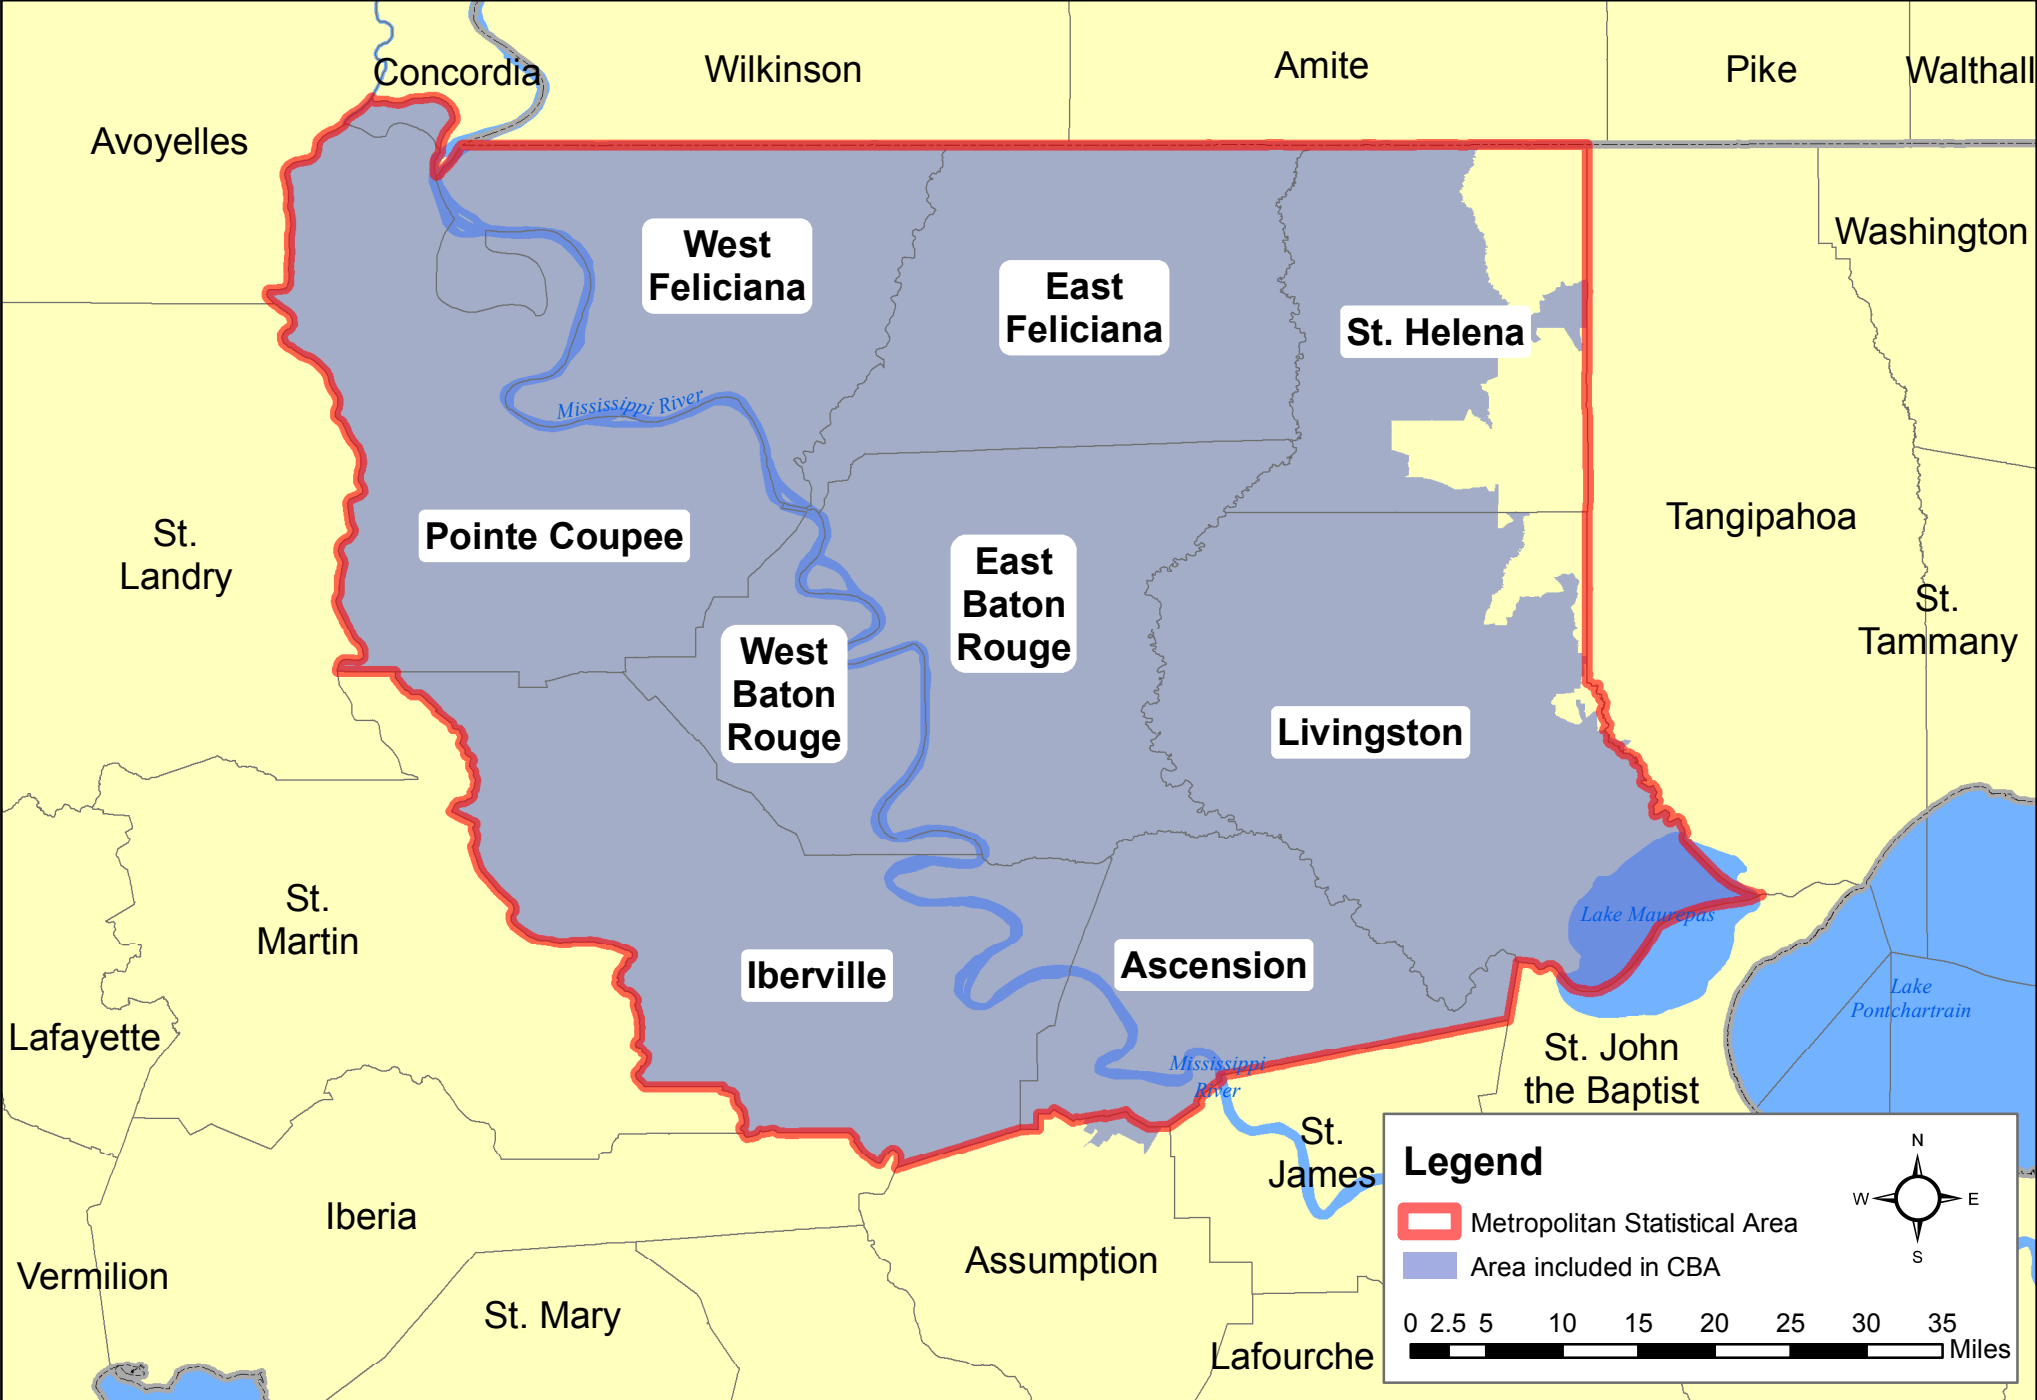 Concordia
Wilkinson
Amite
Pike
Walthall
Avoyelles
Washington
West
Feliciana
East
Feliciana
St. Helena
Mississippi River
St.
Landry
Pointe Coupee
East
Baton
Rouge
Tangipahoa
St.
Tammany
West
Baton
Rouge
Livingston
St.
Martin
Lake Maurepas
Iberville
Ascension
Lake
Pontchartrain
Lafayette
Mississippi
River
St. John
the Baptist
St.
James
Iberia
Vermilion
Assumption
St. Mary
Lafourche
Legend
Metropolitan Statistical Area
Area included in CBA
N
W
E
S
0 2.5 5 10 15 20 25 30 35
Miles